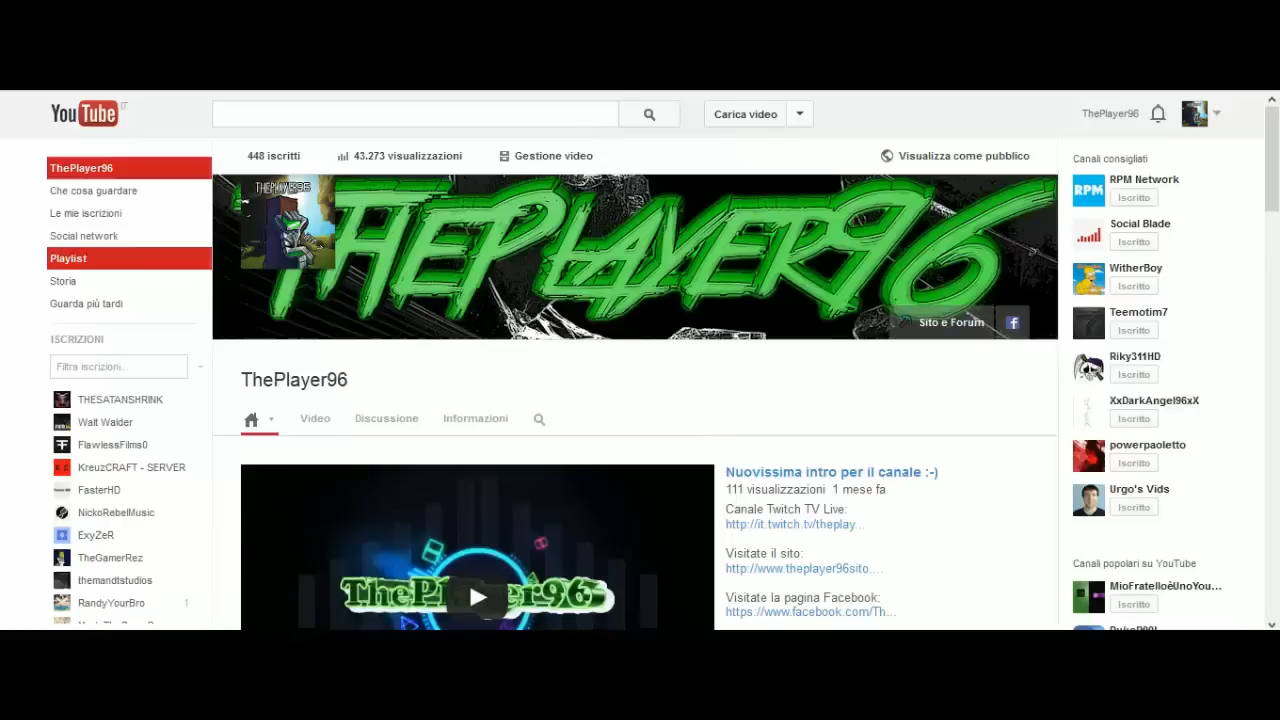 YouTube IT
Carica video
ThePlayer96
ThePlayer96
Che cosa guardare
Le mie iscrizioni
Social network
Playlist
Storia
Guarda più tardi
ISCRIZIONI
Filtra iscrizioni...
THESATANSHRINK
Walt Walder
FlawlessFilms0
KreuzCRAFT - SERVER
FasterHD
NickoRebelMusic
ExyZeR
TheGamerRez
themandtstudios
RandyYourBro 1
448 iscritti
43.273 visualizzazioni
Gestione video
Visualizza come pubblico
THEPLAYER96
THEPLAYER96
Sito e Forum
ThePlayer96
Video
Discussione
Informazioni
ThePlayer96
Nuovissima intro per il canale :-)
111 visualizzazioni 1 mese fa
Canale Twitch TV Live:
http://it.twitch.tv/theplay...
Visitate il sito:
http://www.theplayer96sito....
Visitate la pagina Facebook:
https://www.facebook.com/Th...
Canali consigliati
RPM
RPM Network
Iscritto
Social Blade
Iscritto
WitherBoy
Iscritto
Teemotim7
Iscritto
Riky311HD
Iscritto
XxDarkAngel96xX
Iscritto
powerpaoletto
Iscritto
Urgo's Vids
Iscritto
Canali popolari su YouTube
MioFratelloèUnoYou...
Iscritto